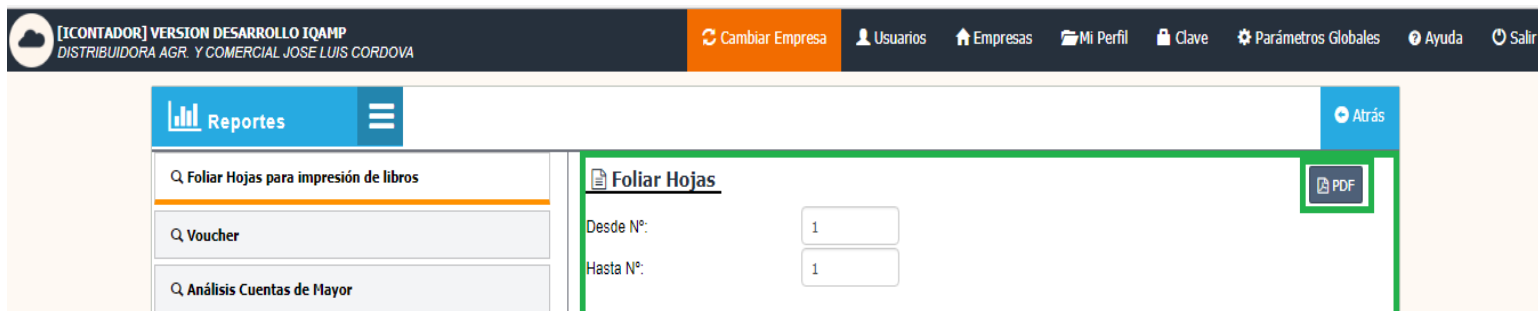 [ICONTADOR] VERSION DESARROLLO IQAMP
DISTRIBUIDORA AGR. Y COMERCIAL JOSE LUIS CORDOVA
Cambiar Empresa
Usuarios
Empresas
Mi Perfil
Clave
Parámetros Globales
Ayuda
Salir
Reportes
Atrás
Foliar Hojas para impresión de libros
Voucher
Análisis Cuentas de Mayor
Foliar Hojas
PDF
Desde Nº: 1
Hasta Nº: 1